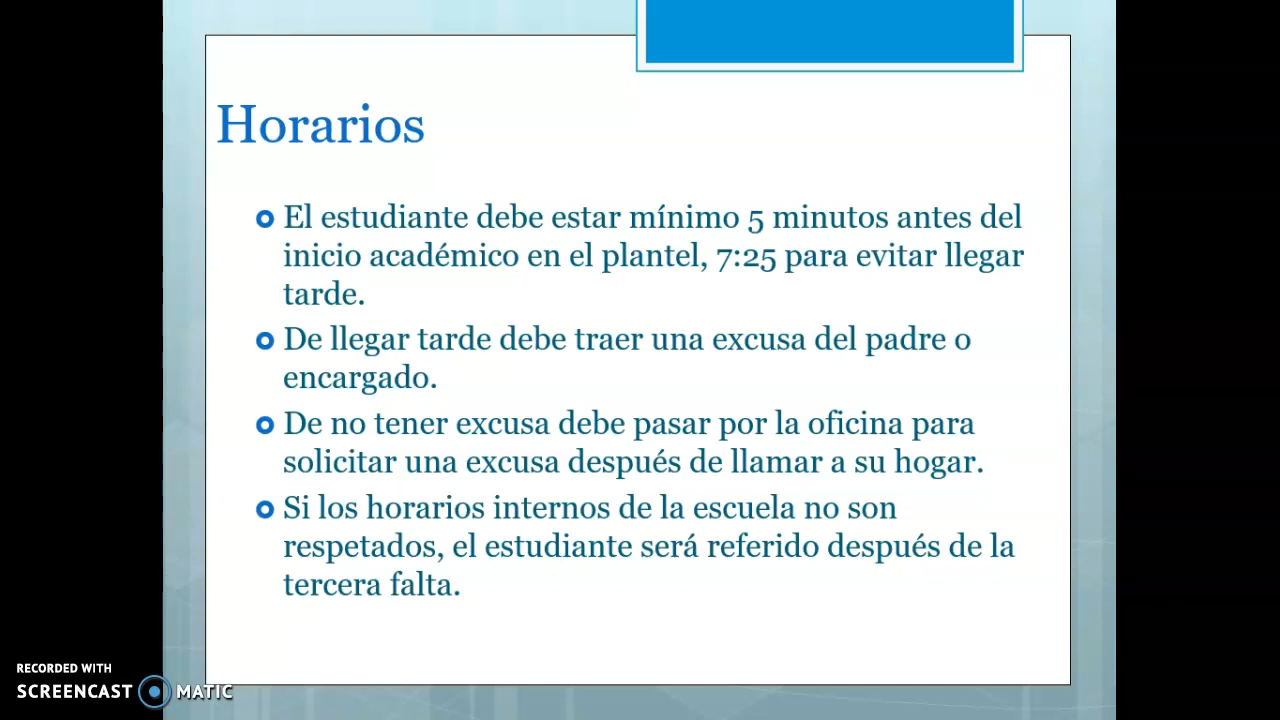 Horarios
El estudiante debe estar mínimo 5 minutos antes del
inicio académico en el plantel, 7:25 para evitar llegar
tarde.
De llegar tarde debe traer una excusa del padre o
encargado.
De no tener excusa debe pasar por la oficina para
solicitar una excusa después de llamar a su hogar.
Si los horarios internos de la escuela no son
respetados, el estudiante será referido después de la
tercera falta.
RECORDED WITH
SCREENCAST MATIC